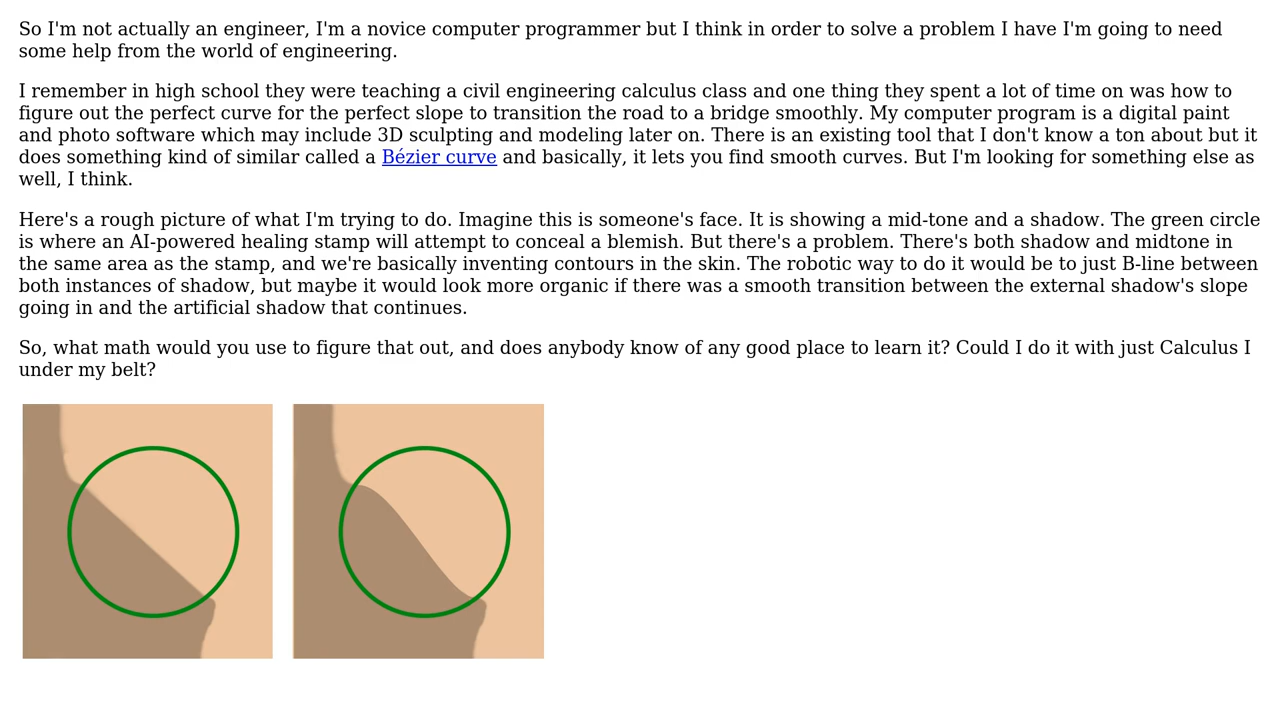 So I'm not actually an engineer, I'm a novice computer programmer but I think in order to solve a problem I have I'm going to need
some help from the world of engineering.
I remember in high school they were teaching a civil engineering calculus class and one thing they spent a lot of time on was how to
figure out the perfect curve for the perfect slope to transition the road to a bridge smoothly. My computer program is a digital paint
and photo software which may include 3D sculpting and modeling later on. There is an existing tool that I don't know a ton about but it
does something kind of similar called a Bézier curve and basically, it lets you find smooth curves. But I'm looking for something else as
well, I think.
Here's a rough picture of what I'm trying to do. Imagine this is someone's face. It is showing a mid-tone and a shadow. The green circle
is where an AI-powered healing stamp will attempt to conceal a blemish. But there's a problem. There's both shadow and midtone in
the same area as the stamp, and we're basically inventing contours in the skin. The robotic way to do it would be to just B-line between
both instances of shadow, but maybe it would look more organic if there was a smooth transition between the external shadow's slope
going in and the artificial shadow that continues.
So, what math would you use to figure that out, and does anybody know of any good place to learn it? Could I do it with just Calculus I
under my belt?